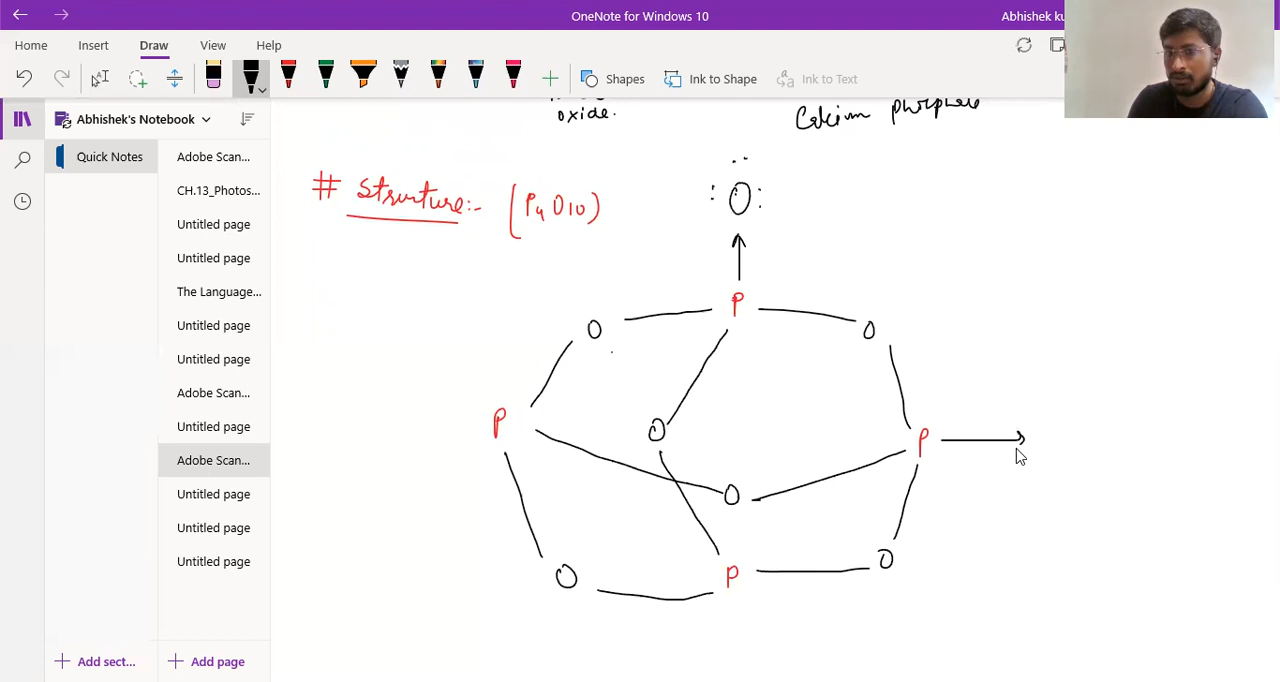 OneNote for Windows 10
Abhishek ku
Home Insert Draw View Help
Shapes Ink to Shape Ink to Text
Abhishek's Notebook
Quick Notes
Adobe Scan...
CH.13_Photos...
Untitled page
Untitled page
The Language...
Untitled page
Untitled page
Adobe Scan...
Untitled page
Adobe Scan...
Untitled page
Untitled page
Untitled page
Add sect...
Add page
oxide.
Calcium phosphate
# Structure:- (P4O10)
O
P
O O
P O P
O
O P O